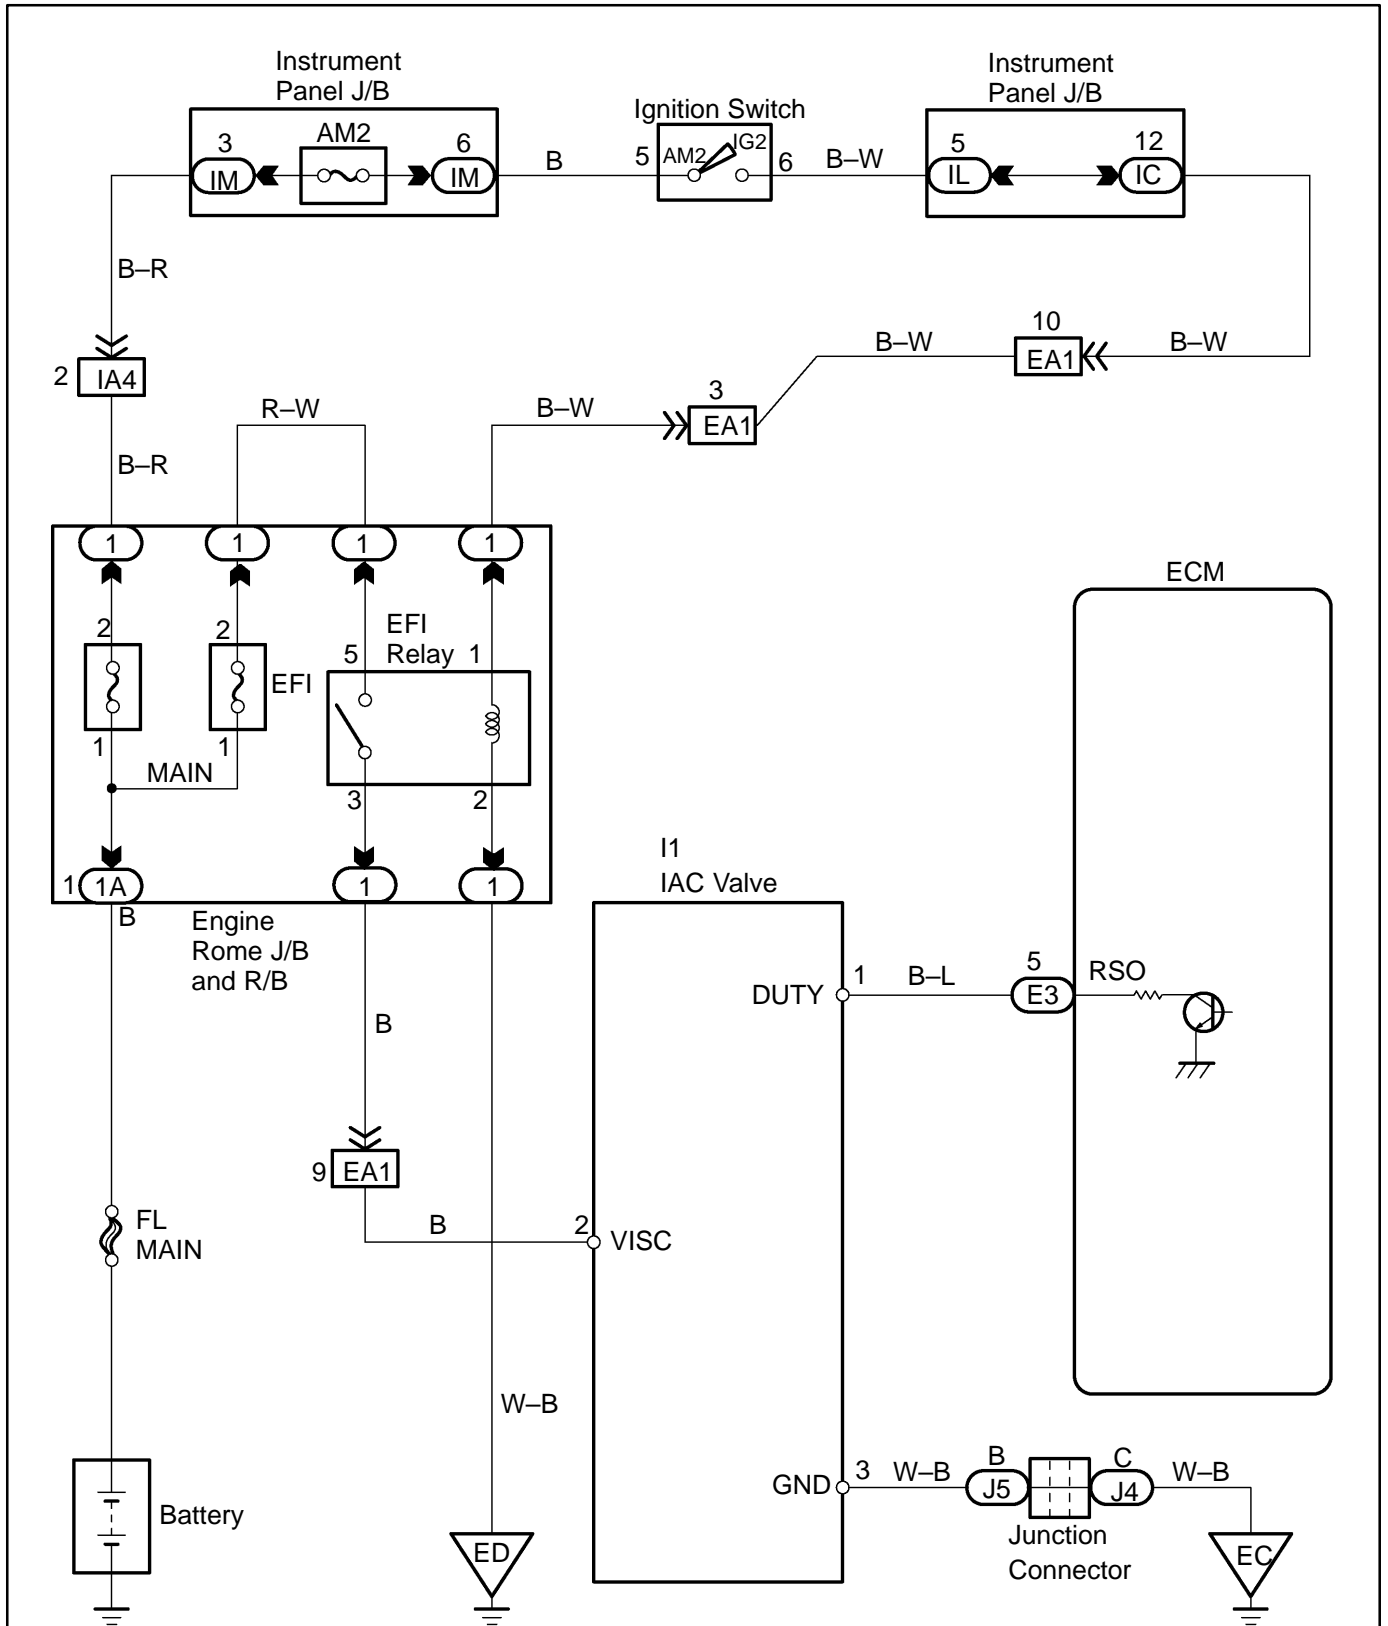 Instrument
Panel J/B
Instrument
Panel J/B
Ignition Switch
3
AM2
6
IM
IM
B
5
AM2
IG2
6
B–W
5
12
IL
IC
B–R
2
IA4
B–R
R–W
B–W
3
EA1
B–W
10
EA1
B–W
1
1
1
1
2
2
EFI
Relay
5
1
EFI
1
1
MAIN
3
2
1
1A
1
1
B
Engine
Rome J/B
and R/B
I1
IAC Valve
ECM
DUTY
1
B–L
5
E3
RSO
B
9
EA1
B
2
VISC
FL
MAIN
W–B
Battery
ED
GND
3
W–B
B
J5
C
J4
W–B
Junction
Connector
EC